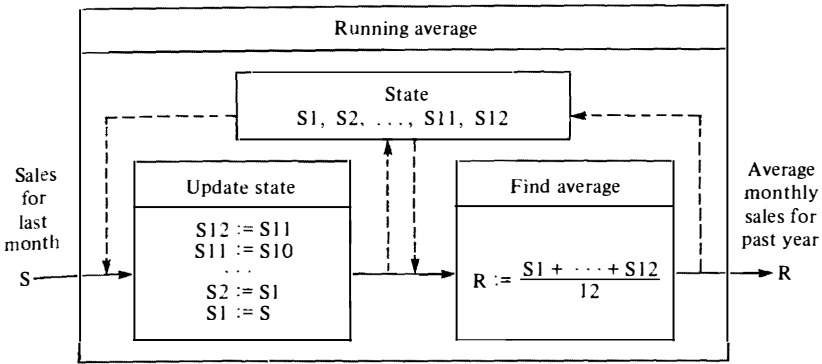 Running average
State
S1, S2, ..., S11, S12
Sales
for
last
month
S
Update state
S12 := S11
S11 := S10
...
S2 := S1
S1 := S
Find average
R := S1 + ··· + S12
12
Average
monthly
sales for
past year
R